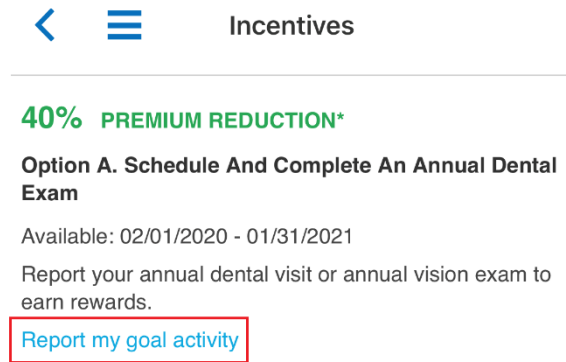 Incentives
40% PREMIUM REDUCTION*
Option A. Schedule And Complete An Annual Dental
Exam
Available: 02/01/2020 - 01/31/2021
Report your annual dental visit or annual vision exam to
earn rewards.
Report my goal activity